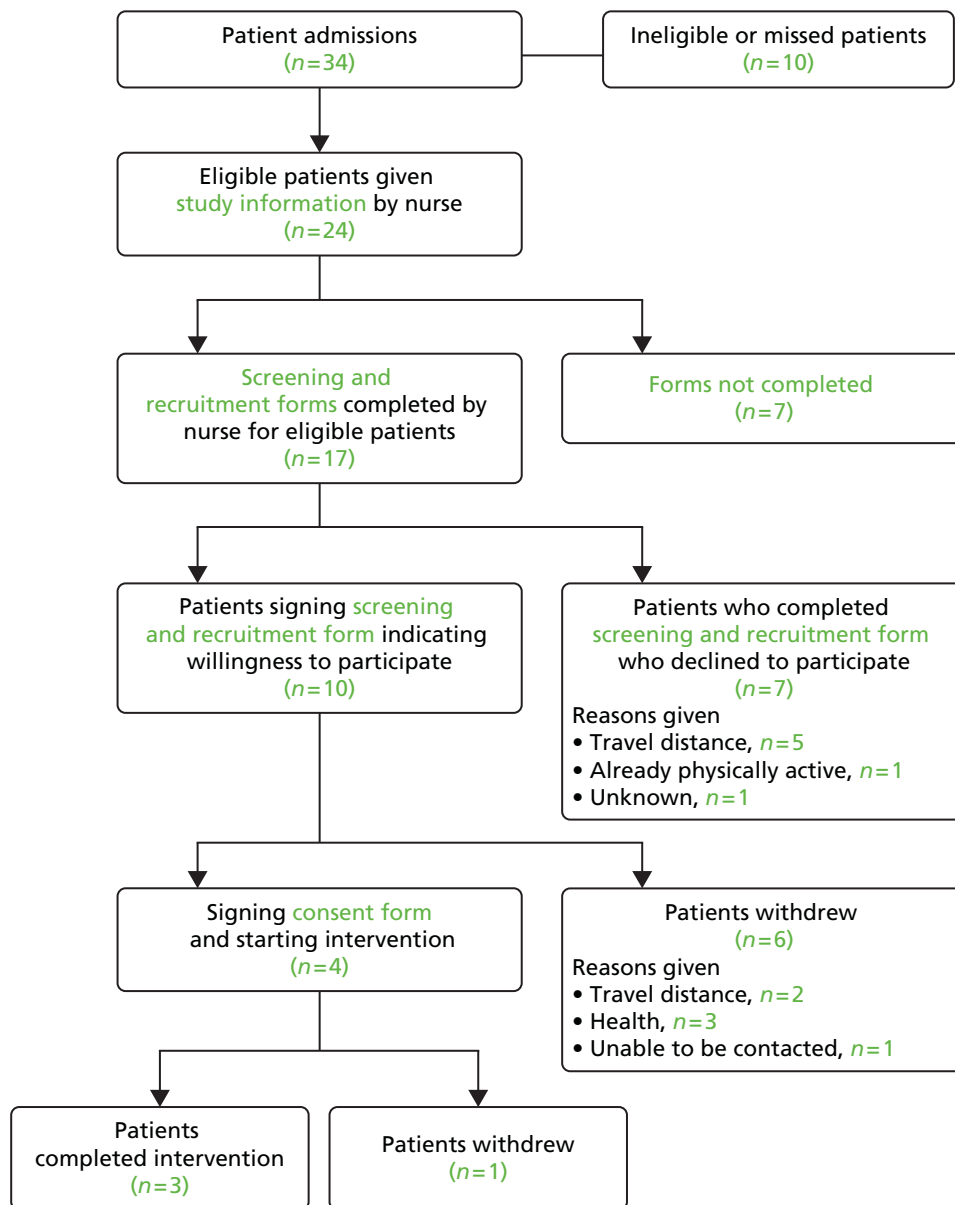 Patient admissions
(n=34)
Ineligible or missed patients
(n=10)
Eligible patients given
study information by nurse
(n=24)
Screening and
recruitment forms completed by
nurse for eligible patients
(n=17)
Forms not completed
(n=7)
Patients signing screening
and recruitment form indicating
willingness to participate
(n=10)
Patients who completed
screening and recruitment form
who declined to participate
(n=7)
Reasons given
• Travel distance, n=5
• Already physically active, n=1
• Unknown, n=1
Signing consent form
and starting intervention
(n=4)
Patients withdrew
(n=6)
Reasons given
• Travel distance, n=2
• Health, n=3
• Unable to be contacted, n=1
Patients
completed intervention
(n=3)
Patients withdrew
(n=1)